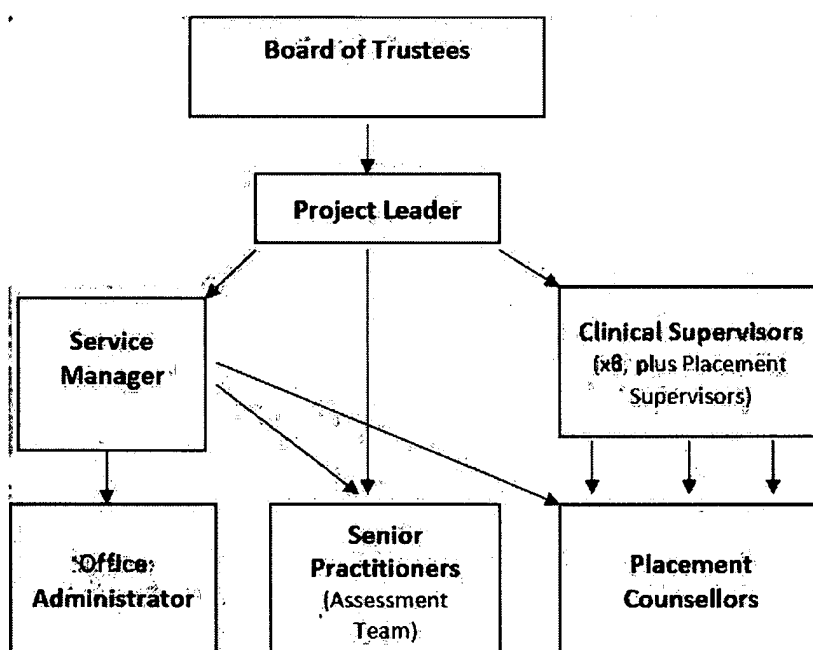 Board of Trustees
Project Leader
Service
Manager
Clinical Supervisors
(x6, plus Placement
Supervisors)
Office
Administrator
Senior
Practitioners
(Assessment
Team)
Placement
Counsellors